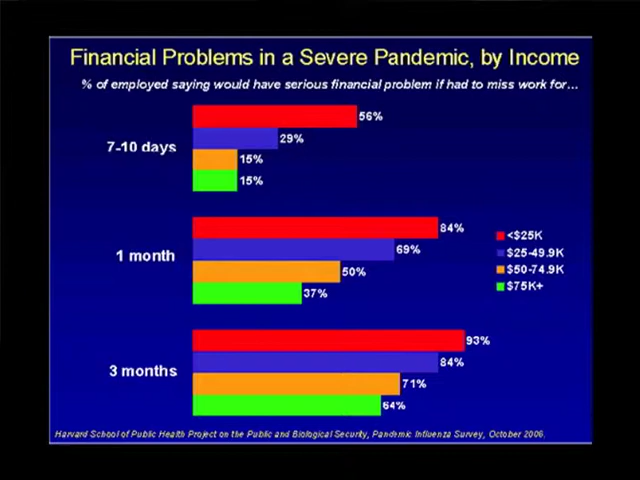 Financial Problems in a Severe Pandemic, by Income
% of employed saying would have serious financial problem if had to miss work for...
7-10 days
56%
29%
15%
15%
1 month
84%
69%
50%
37%
<$25K
$25-49.9K
$50-74.9K
$75K+
3 months
93%
84%
71%
64%
Harvard School of Public Health Project on the Public and Biological Security, Pandemic Influenza Survey, October 2006.